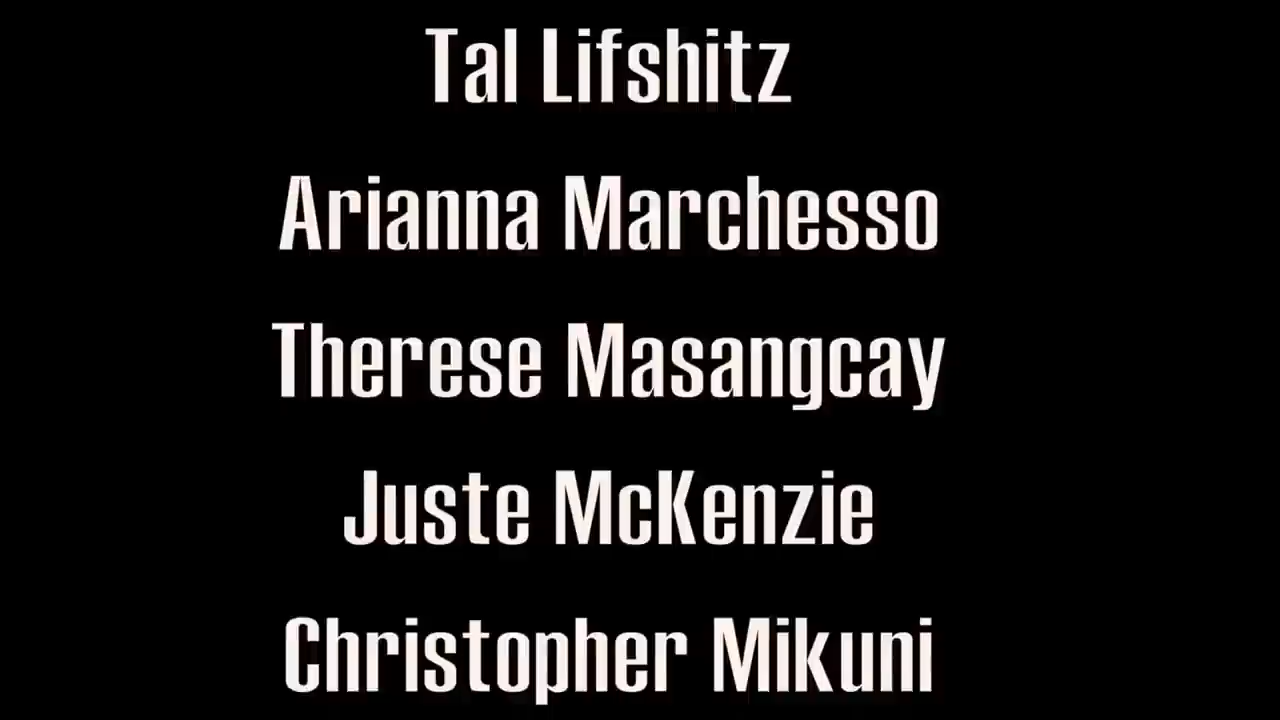 Tal Lifshitz
Arianna Marchesso
Therese Masangcay
Juste McKenzie
Christopher Mikuni